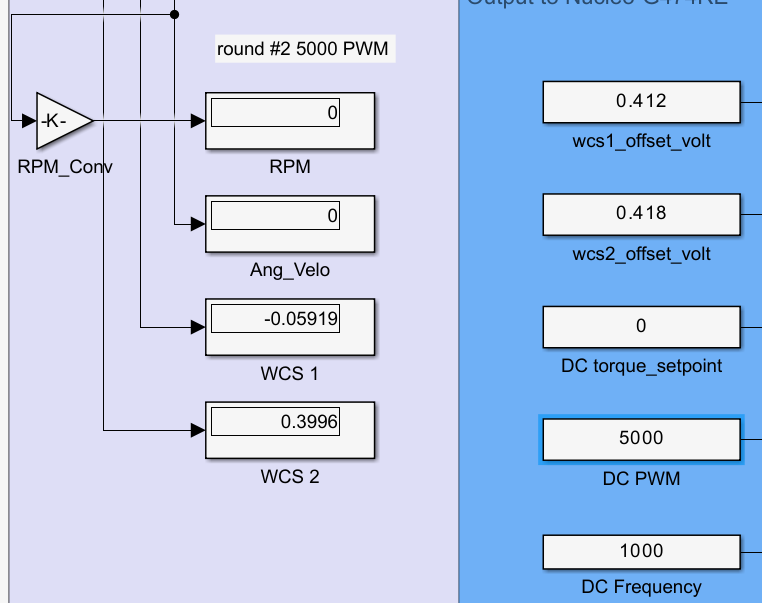 Output to Nucleo G474RE
round #2 5000 PWM
-K-
RPM_Conv
0
RPM
0
Ang_Velo
-0.05919
WCS 1
0.3996
WCS 2
0.412
wcs1_offset_volt
0.418
wcs2_offset_volt
0
DC torque_setpoint
5000
DC PWM
1000
DC Frequency